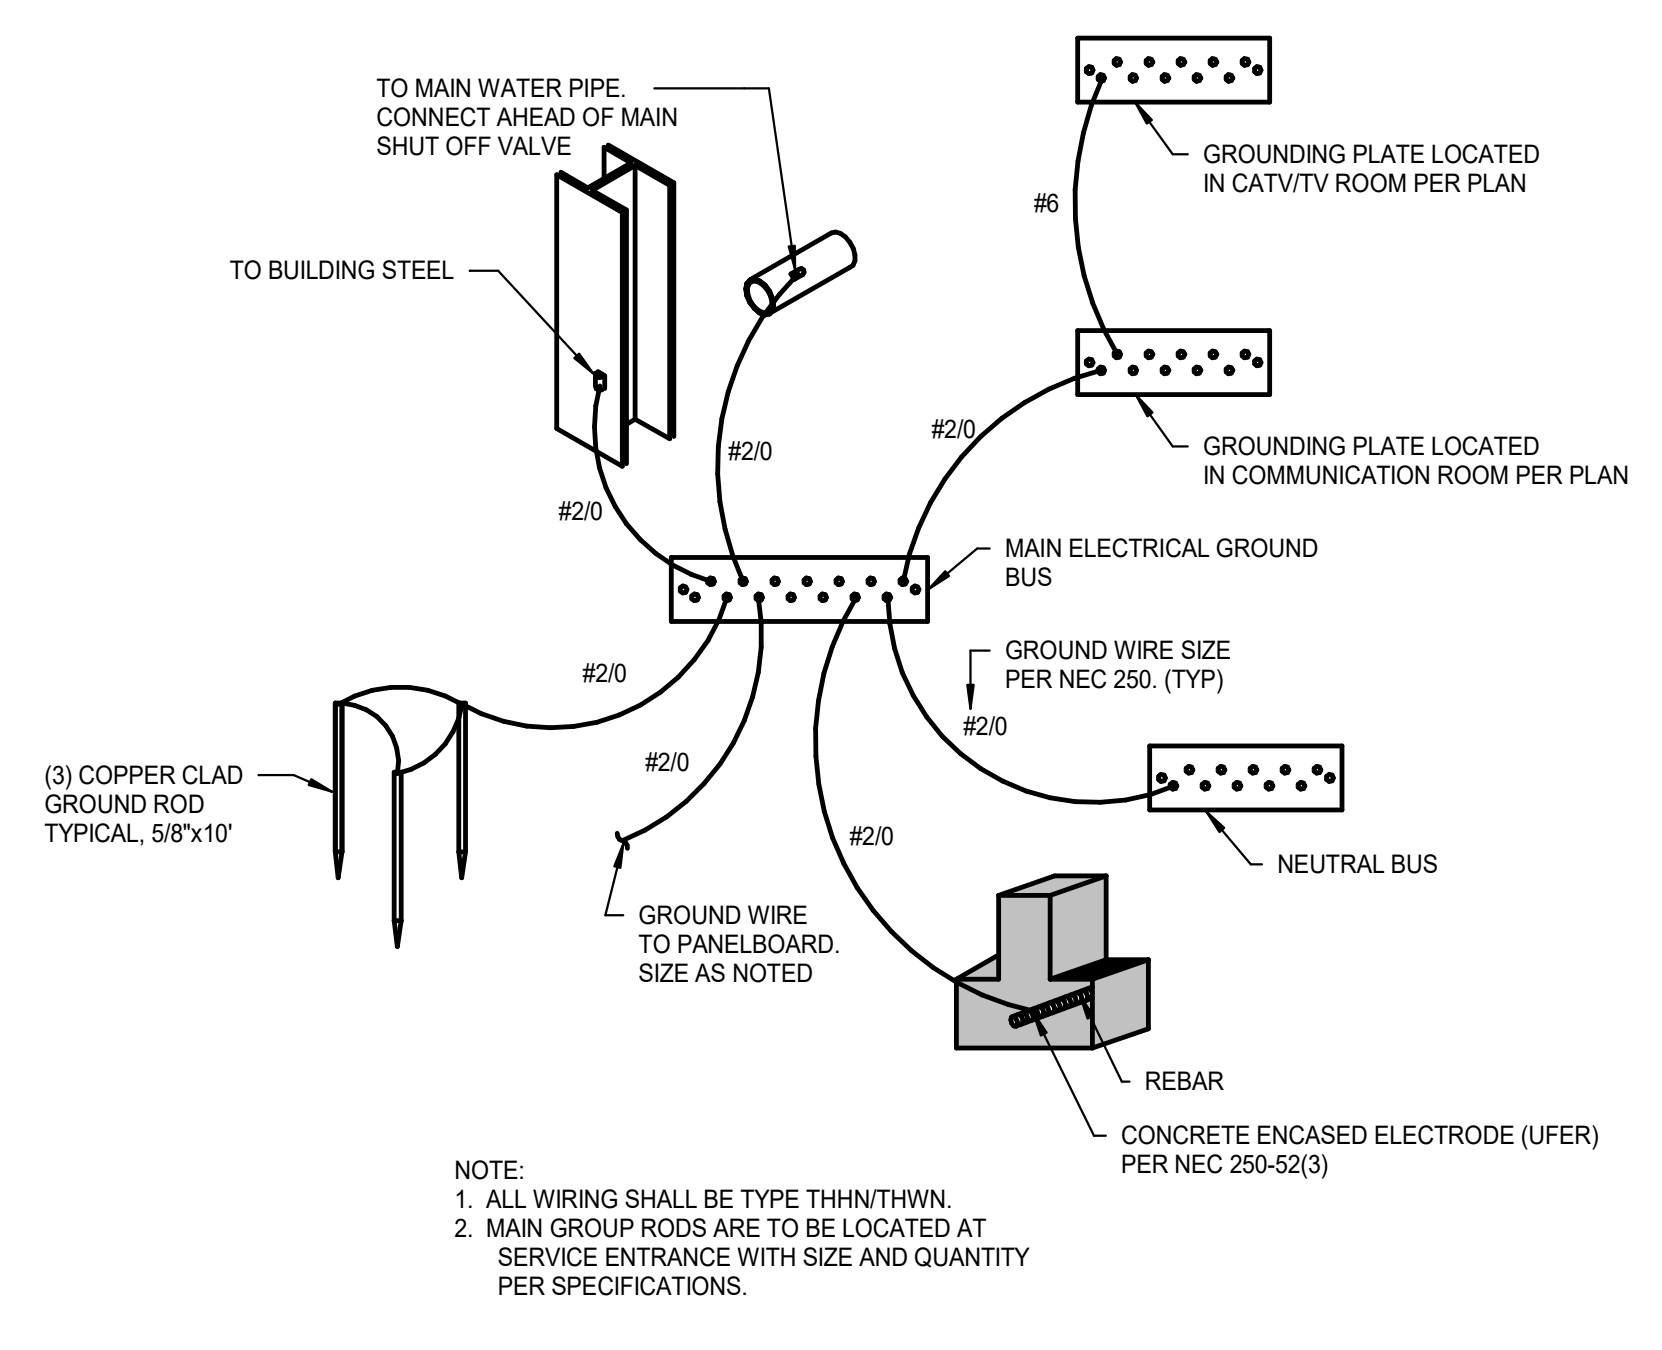 TO MAIN WATER PIPE.
CONNECT AHEAD OF MAIN
SHUT OFF VALVE
GROUNDING PLATE LOCATED
IN CATV/TV ROOM PER PLAN
#6
TO BUILDING STEEL
#2/0
#2/0
GROUNDING PLATE LOCATED
IN COMMUNICATION ROOM PER PLAN
#2/0
MAIN ELECTRICAL GROUND
BUS
GROUND WIRE SIZE
PER NEC 250. (TYP)
#2/0
#2/0
#2/0
(3) COPPER CLAD
GROUND ROD
TYPICAL, 5/8"x10'
#2/0
NEUTRAL BUS
GROUND WIRE
TO PANELBOARD.
SIZE AS NOTED
REBAR
CONCRETE ENCASED ELECTRODE (UFER)
PER NEC 250-52(3)
NOTE:
1. ALL WIRING SHALL BE TYPE THHN/THWN.
2. MAIN GROUP RODS ARE TO BE LOCATED AT
SERVICE ENTRANCE WITH SIZE AND QUANTITY
PER SPECIFICATIONS.